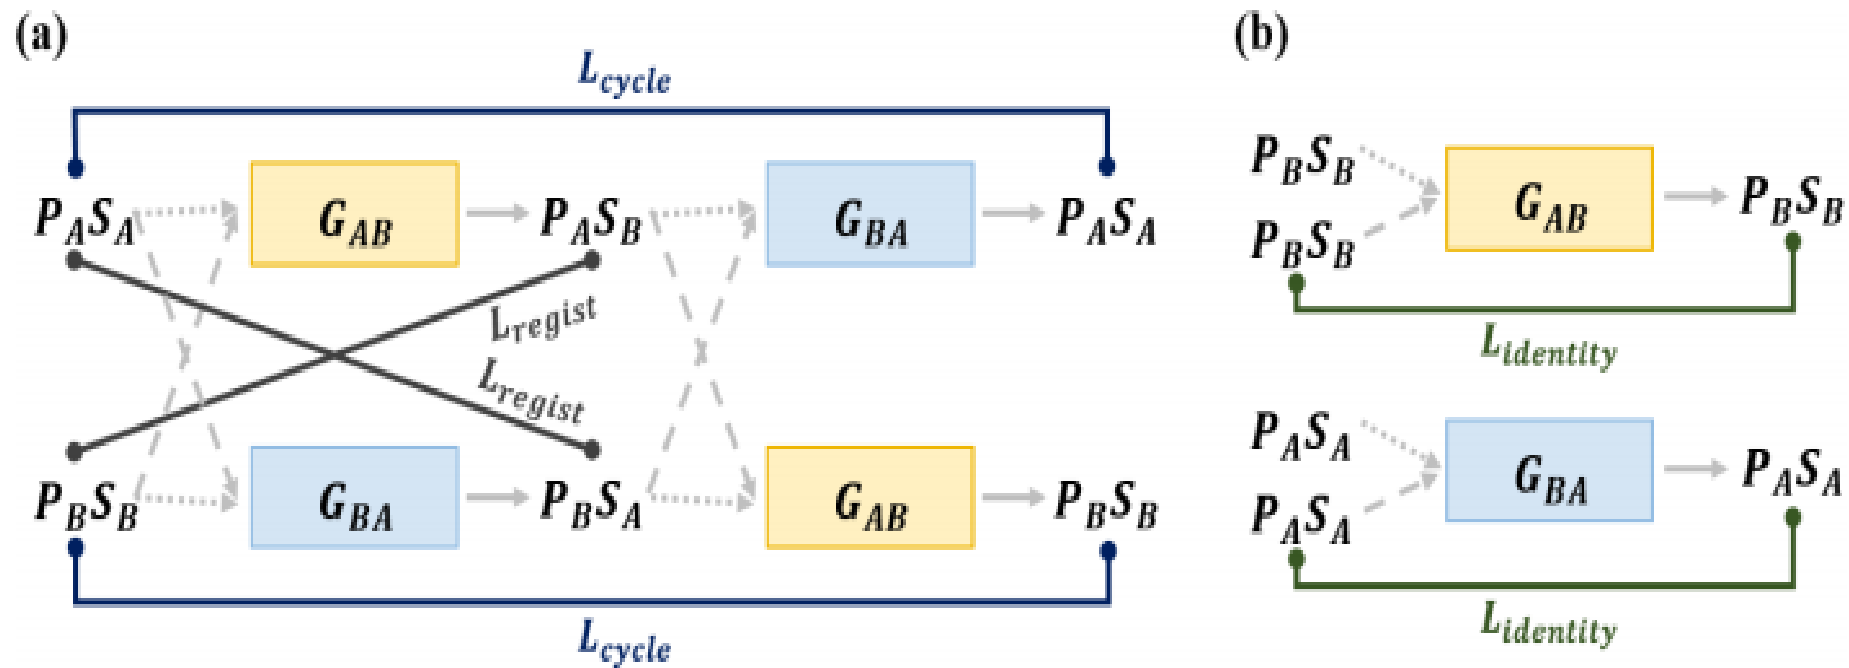 (a)
L_cycle
P_A S_A G_AB P_A S_B G_BA P_A S_A
L_regist
L_regist
P_B S_B G_BA P_B S_A G_AB P_B S_B
L_cycle
(b)
P_B S_B
P_B S_B G_AB P_B S_B
L_identity
P_A S_A
P_A S_A G_BA P_A S_A
L_identity